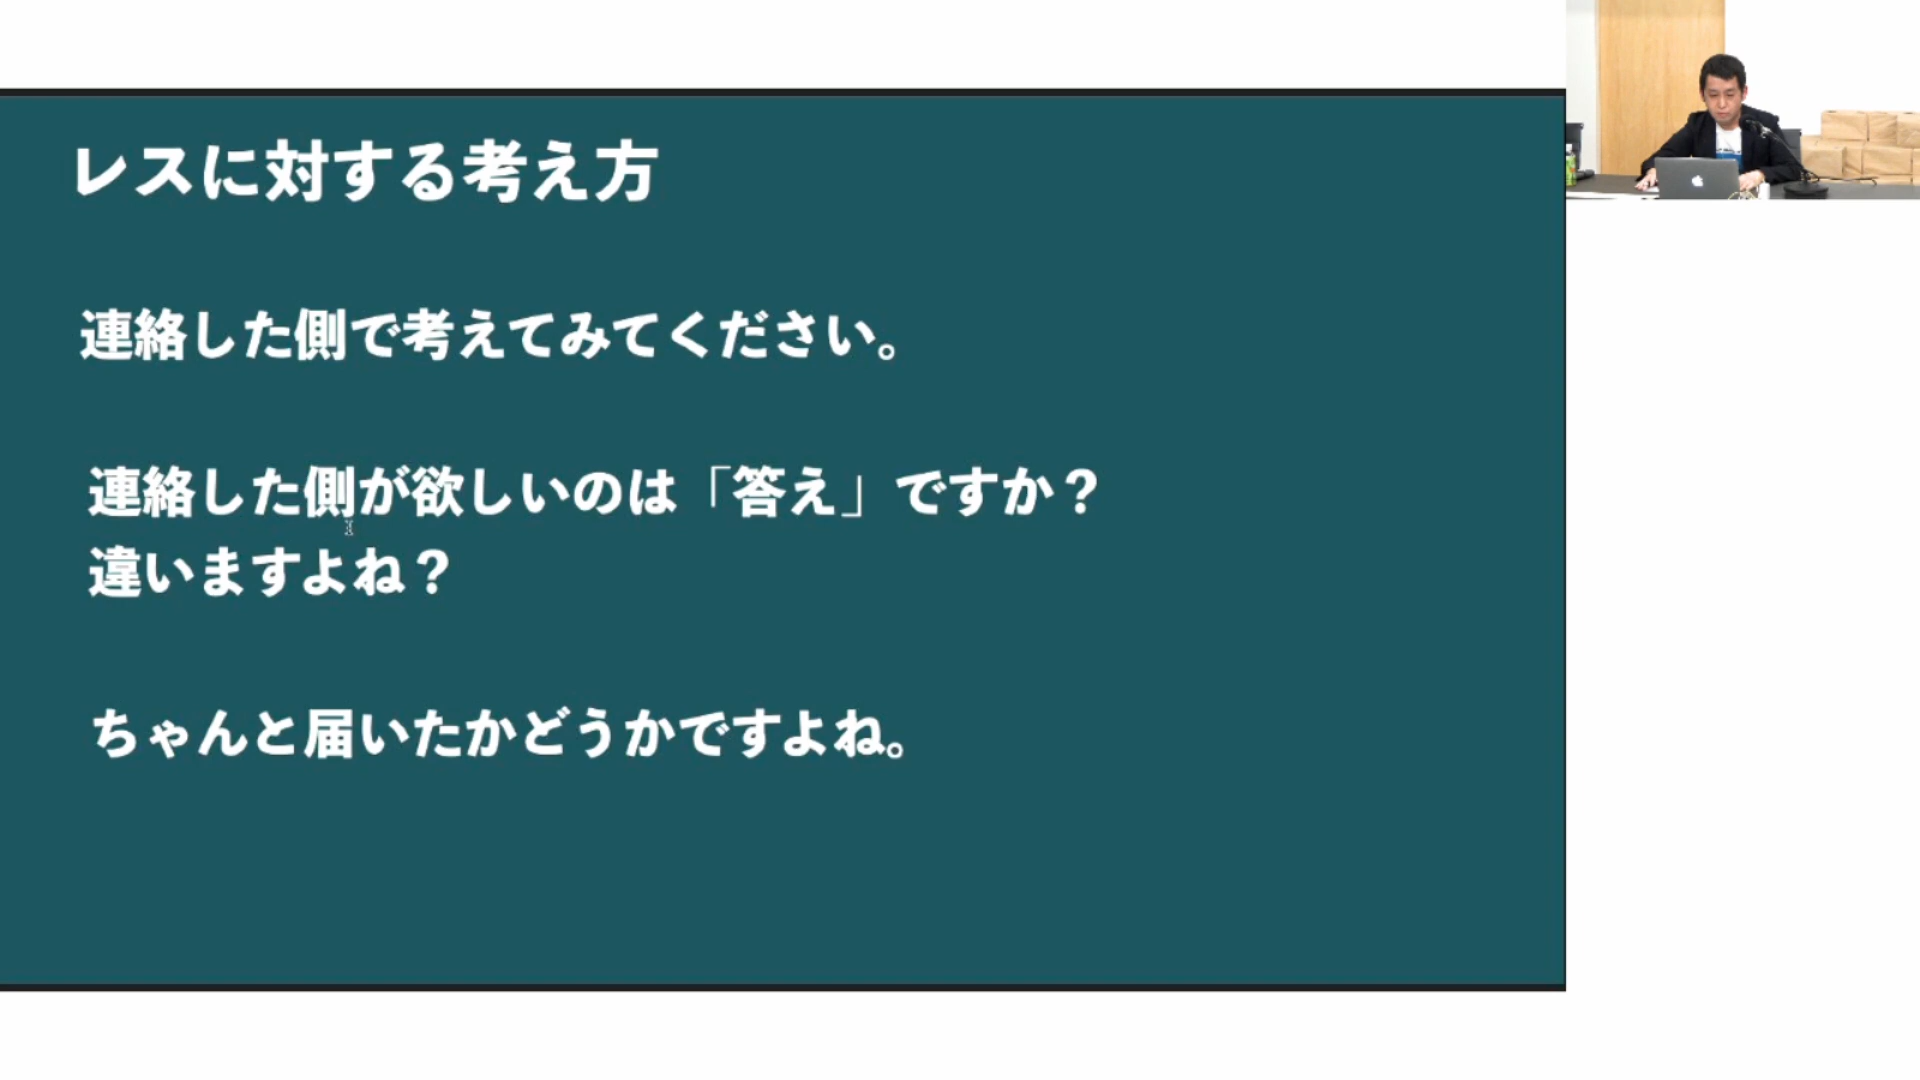 レスに対する考え方
連絡した側で考えてみてください。
連絡した側が欲しいのは「答え」ですか？
違いますよね？
ちゃんと届いたかどうかですよね。